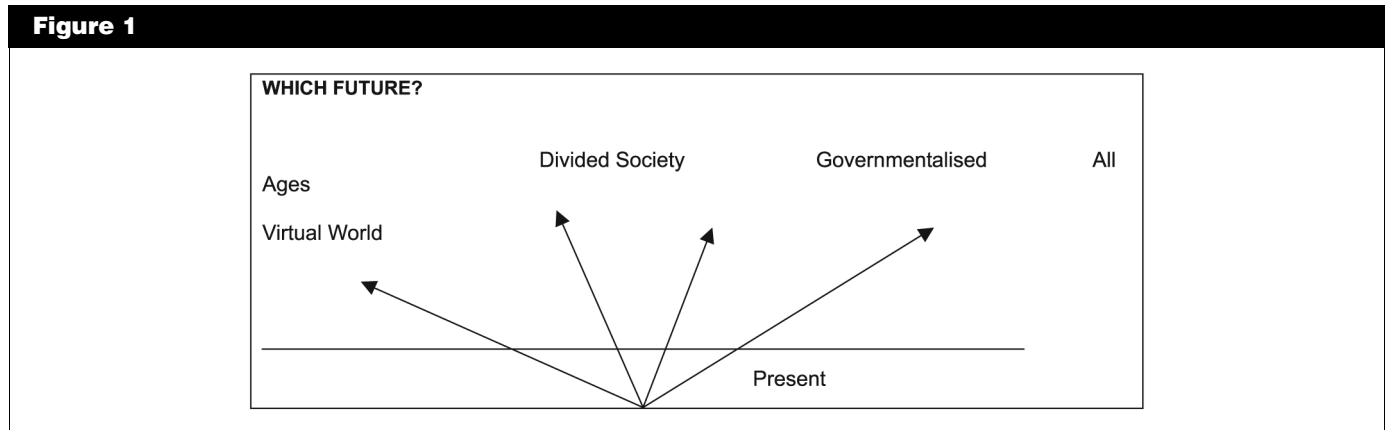 Figure 1
WHICH FUTURE?
Divided Society Governmentalised All
Ages
Virtual World
Present